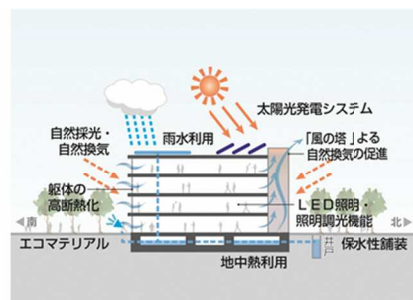 太陽光発電システム
自然採光・
自然換気
雨水利用
「風の塔」よる
自然換気の促進
躯体の
高断熱化
LED照明・
照明調光機能
◀南
北▶
エコマテリアル
井戸
保水性舗装
地中熱利用